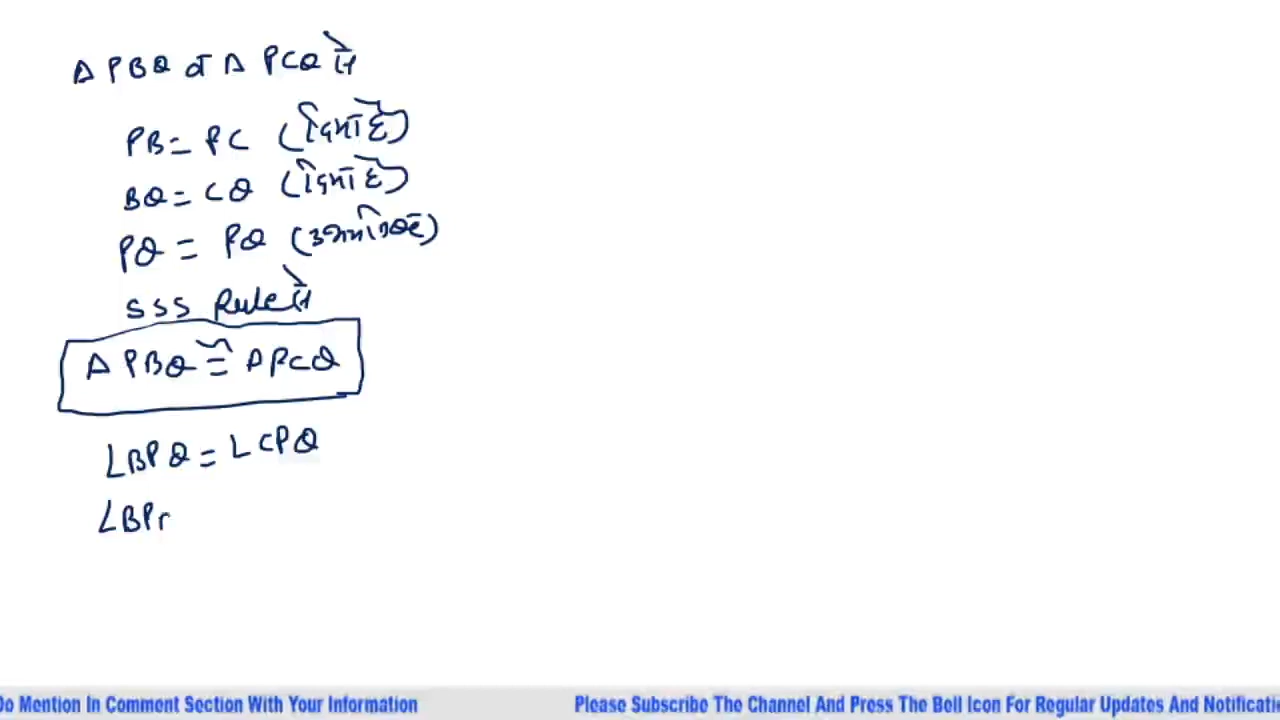 Δ PBQ व Δ PCQ में
PB = PC (दिया है)
BQ = CQ (दिया है)
PQ = PQ (उभयनिष्ठ)
SSS Rule में
Δ PBQ ≅ Δ PCQ
∠BPQ = ∠CPQ
∠BP
Do Mention In Comment Section With Your Information
Please Subscribe The Channel And Press The Bell Icon For Regular Updates And Notificati